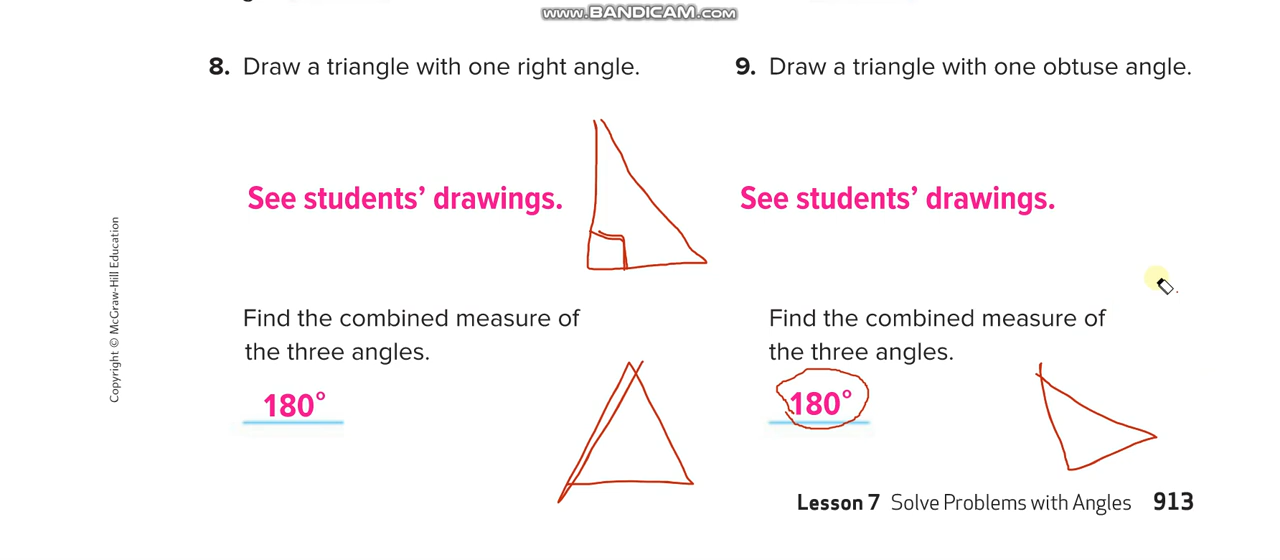 www.BANDICAM.com
8. Draw a triangle with one right angle.
See students’ drawings.
Find the combined measure of
the three angles.
180°
9. Draw a triangle with one obtuse angle.
See students’ drawings.
Find the combined measure of
the three angles.
180°
Copyright © McGraw-Hill Education
Lesson 7 Solve Problems with Angles 913